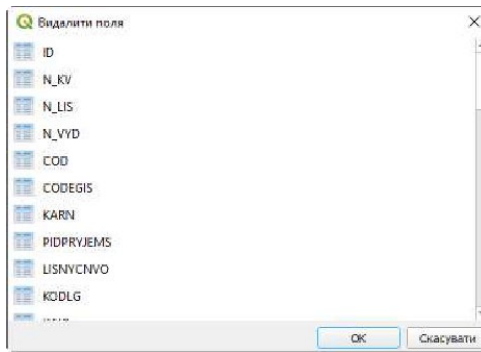 Видалити поля
ID
N_KV
N_LIS
N_VYD
COD
CODEGIS
KARN
PIDPRYJEMS
LISNYCNVO
KODLG
OK
Скасувати